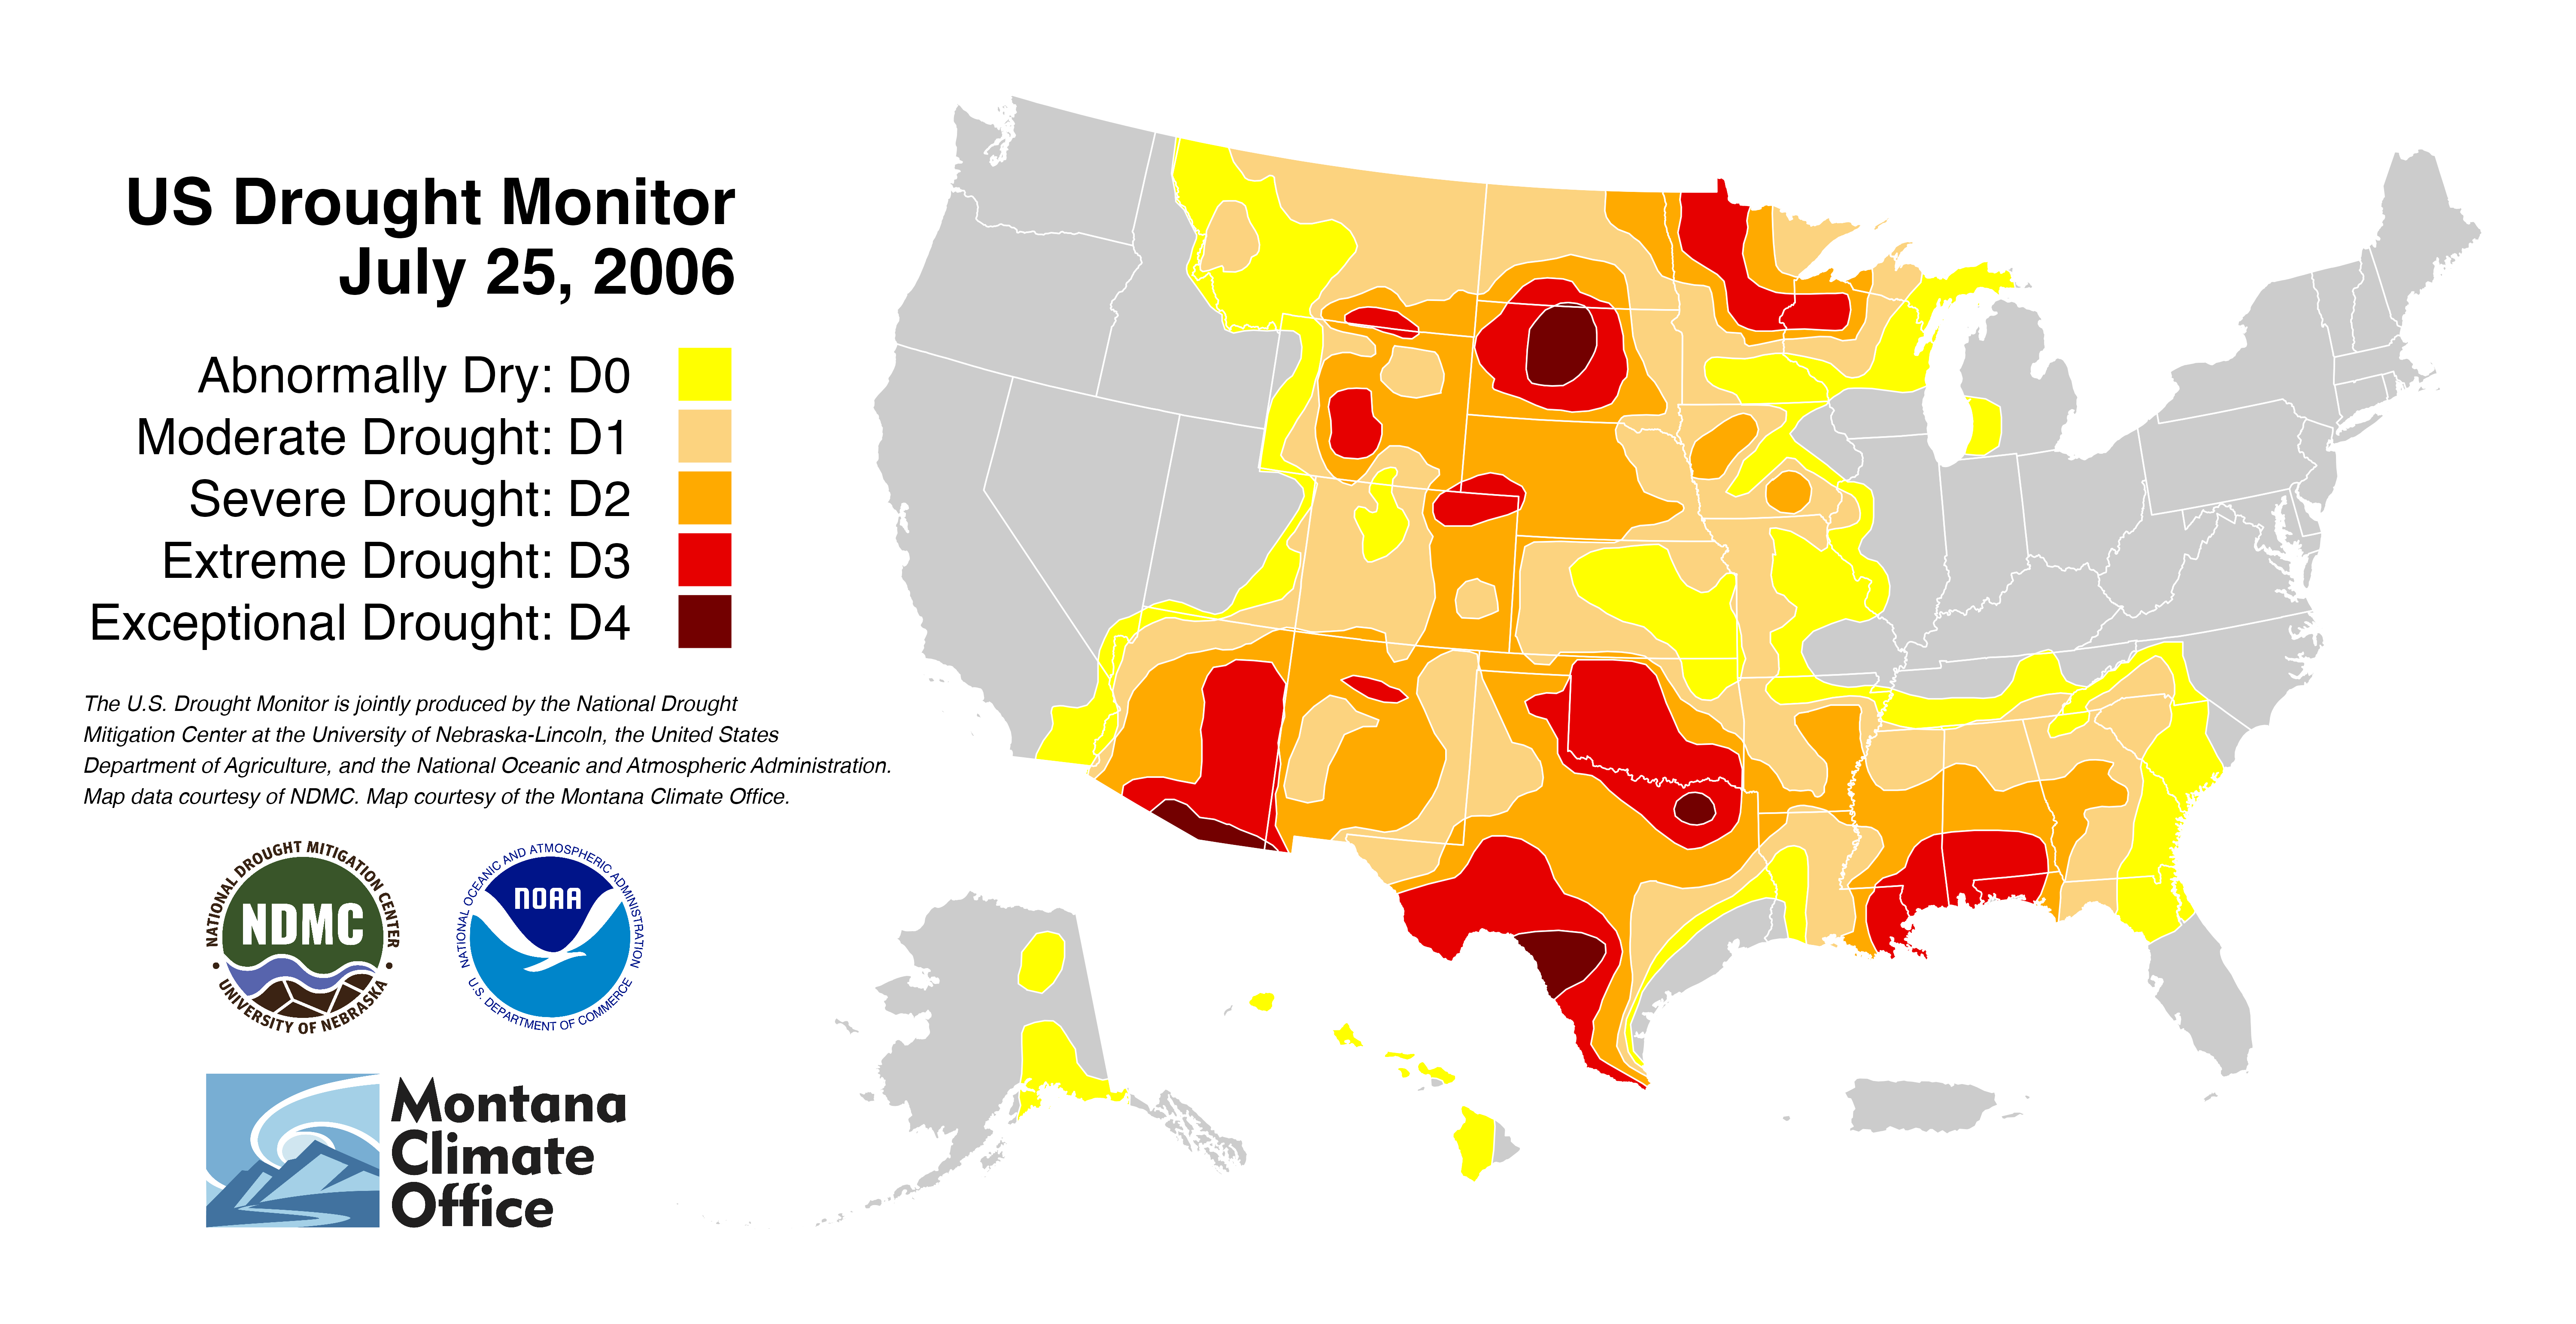 US Drought Monitor
July 25, 2006
Abnormally Dry: D0
Moderate Drought: D1
Severe Drought: D2
Extreme Drought: D3
Exceptional Drought: D4
The U.S. Drought Monitor is jointly produced by the National Drought
Mitigation Center at the University of Nebraska-Lincoln, the United States
Department of Agriculture, and the National Oceanic and Atmospheric Administration.
Map data courtesy of NDMC. Map courtesy of the Montana Climate Office.
NATIONAL DROUGHT MITIGATION CENTER
NDMC
UNIVERSITY OF NEBRASKA
NATIONAL OCEANIC AND ATMOSPHERIC ADMINISTRATION
NOAA
U.S. DEPARTMENT OF COMMERCE
Montana
Climate
Office